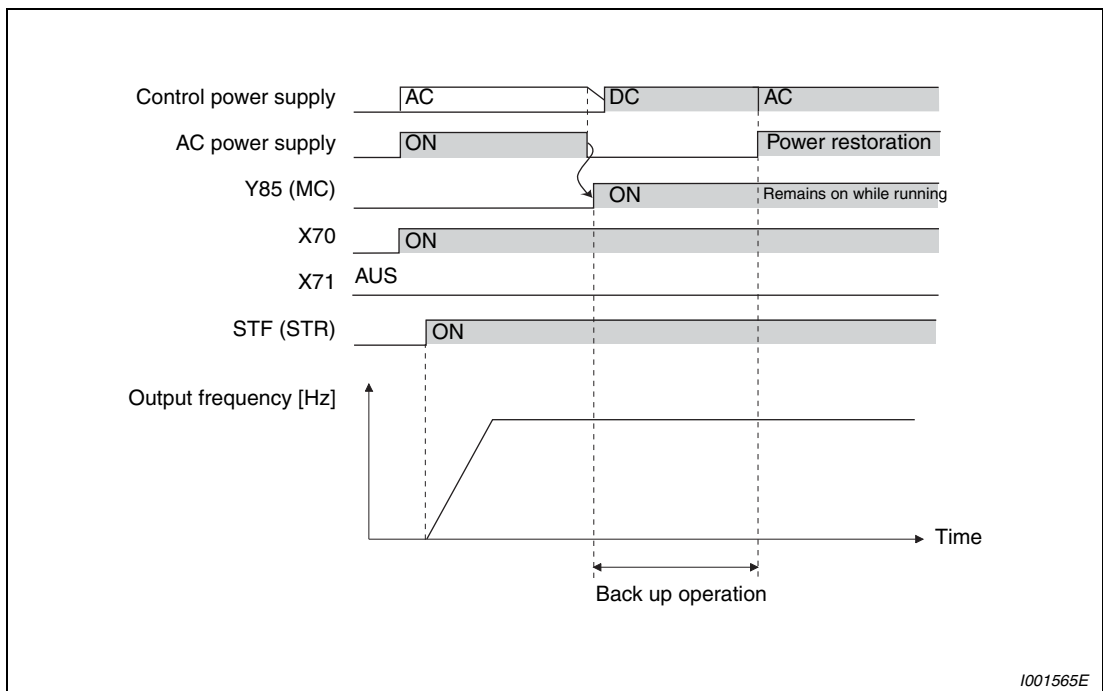 Control power supply AC DC AC
AC power supply ON Power restoration
Y85 (MC) ON Remains on while running
X70 ON
X71 AUS
STF (STR) ON
Output frequency [Hz]
Time
Back up operation
I001565E